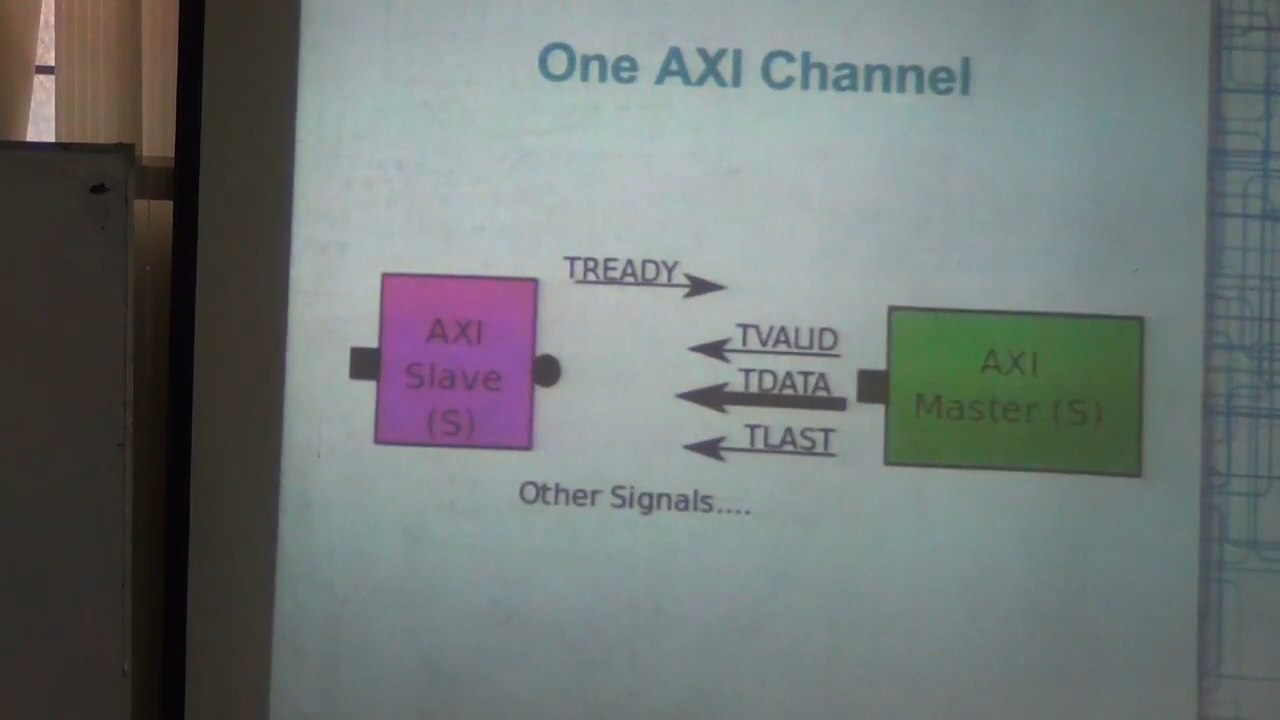 One AXI Channel
TREADY
AXI
Slave
(S)
TVALID
TDATA
TLAST
AXI
Master (S)
Other Signals....